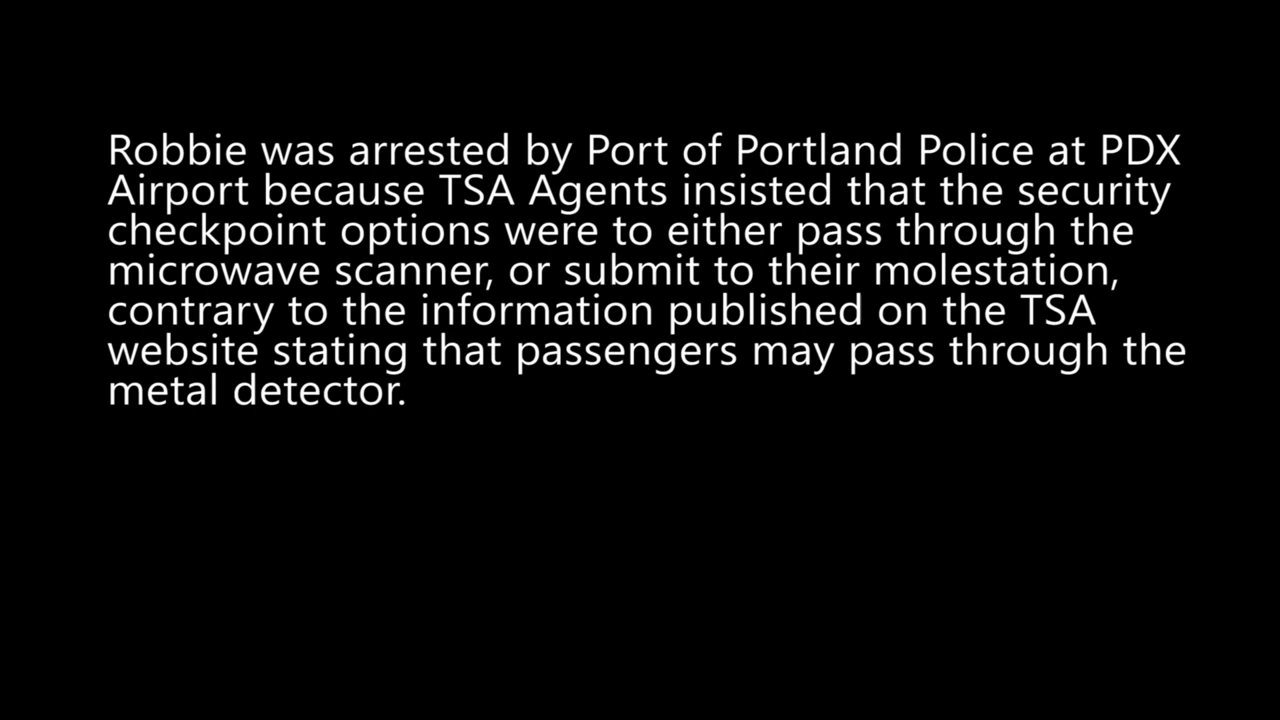 Robbie was arrested by Port of Portland Police at PDX
Airport because TSA Agents insisted that the security
checkpoint options were to either pass through the
microwave scanner, or submit to their molestation,
contrary to the information published on the TSA
website stating that passengers may pass through the
metal detector.